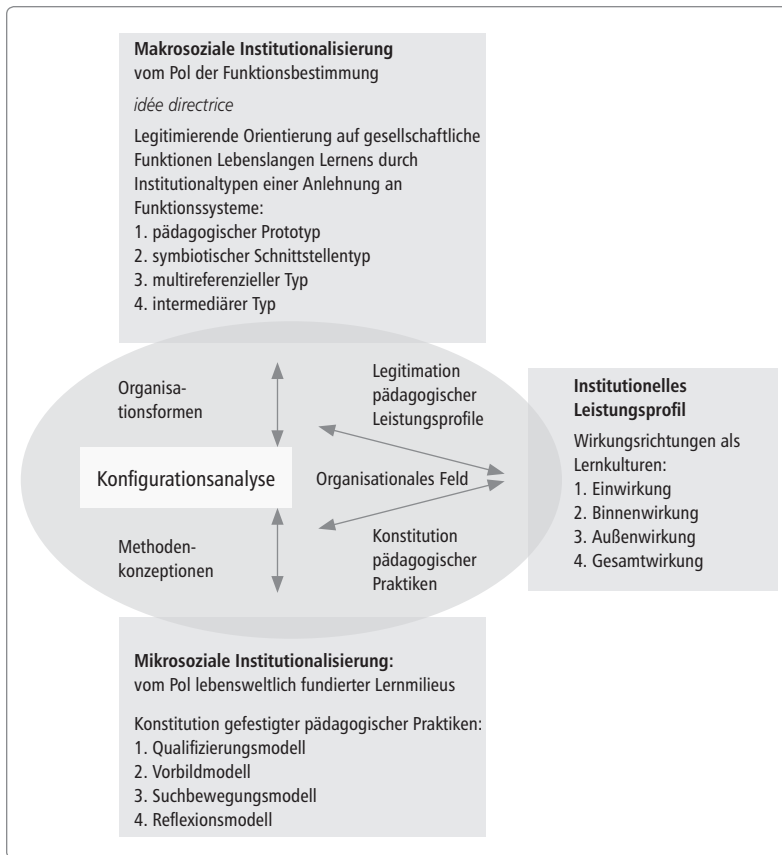 Makrosoziale Institutionalisierung
vom Pol der Funktionsbestimmung
idée directrice
Legitimierende Orientierung auf gesellschaftliche
Funktionen Lebenslangen Lernens durch
Institutionaltypen einer Anlehnung an
Funktionssysteme:
1. pädagogischer Prototyp
2. symbiotischer Schnittstellentyp
3. multireferenzieller Typ
4. intermediärer Typ
Organisa-
tionsformen
Legitimation
pädagogischer
Leistungsprofile
Konfigurationsanalyse
Organisationales Feld
Methoden-
konzeptionen
Konstitution
pädagogischer
Praktiken
Institutionelles
Leistungsprofil
Wirkungsrichtungen als
Lernkulturen:
1. Einwirkung
2. Binnenwirkung
3. Außenwirkung
4. Gesamtwirkung
Mikrosoziale Institutionalisierung:
vom Pol lebensweltlich fundierter Lernmilieus
Konstitution gefestigter pädagogischer Praktiken:
1. Qualifizierungsmodell
2. Vorbildmodell
3. Suchbewegungsmodell
4. Reflexionsmodell